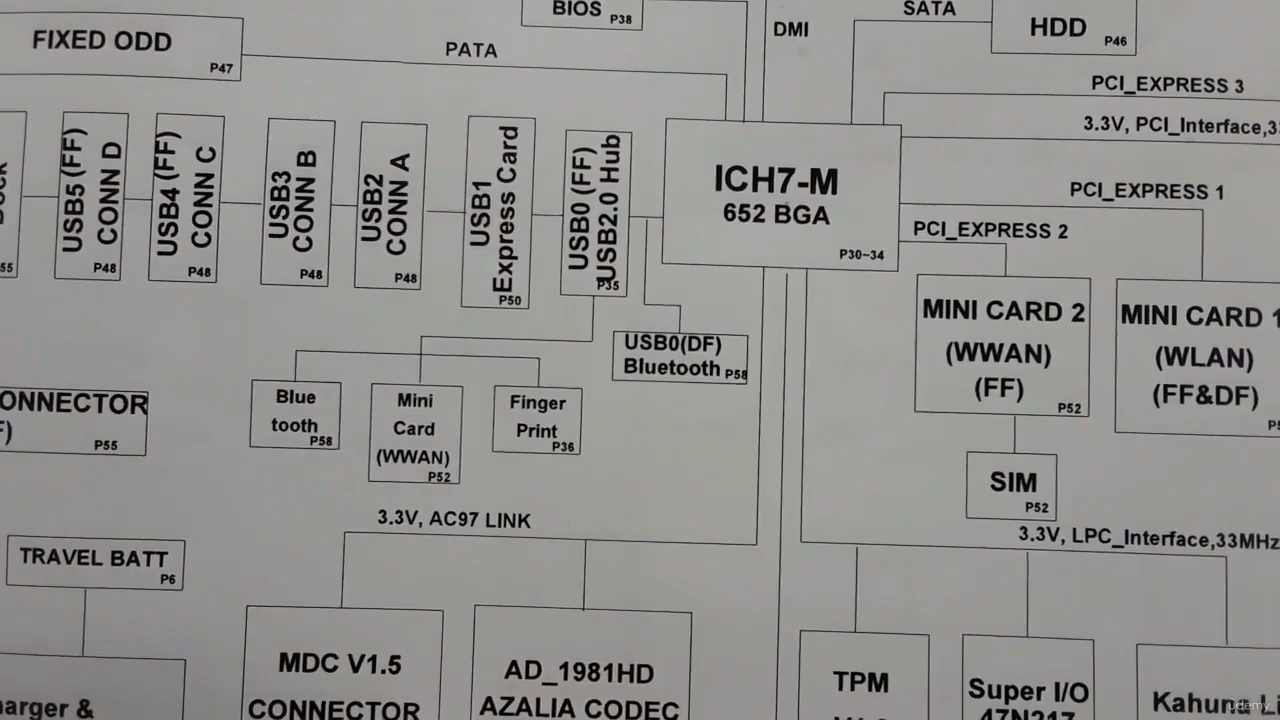 BIOS
P38
SATA
DMI
HDD
P46
FIXED ODD
P47
PATA
PCI_EXPRESS 3
3.3V, PCI_Interface,3
USB5 (FF)
CONN D
P48
USB4 (FF)
CONN C
P48
USB3
CONN B
P48
USB2
CONN A
P48
USB1
Express Card
P50
USB0 (FF)
USB2.0 Hub
P35
ICH7-M
652 BGA
P30~34
PCI_EXPRESS 1
PCI_EXPRESS 2
55
MINI CARD 2
(WWAN)
(FF)
P52
MINI CARD 1
(WLAN)
(FF&DF)
USB0(DF)
Bluetooth
P58
Blue
tooth
P58
Mini
Card
(WWAN)
P52
Finger
Print
P36
ONNECTOR
F)
P55
SIM
P52
3.3V, AC97 LINK
3.3V, LPC_Interface,33MHz
TRAVEL BATT
P6
MDC V1.5
CONNECTOR
AD_1981HD
AZALIA CODEC
TPM
Super I/O
47N217
arger &
udemy